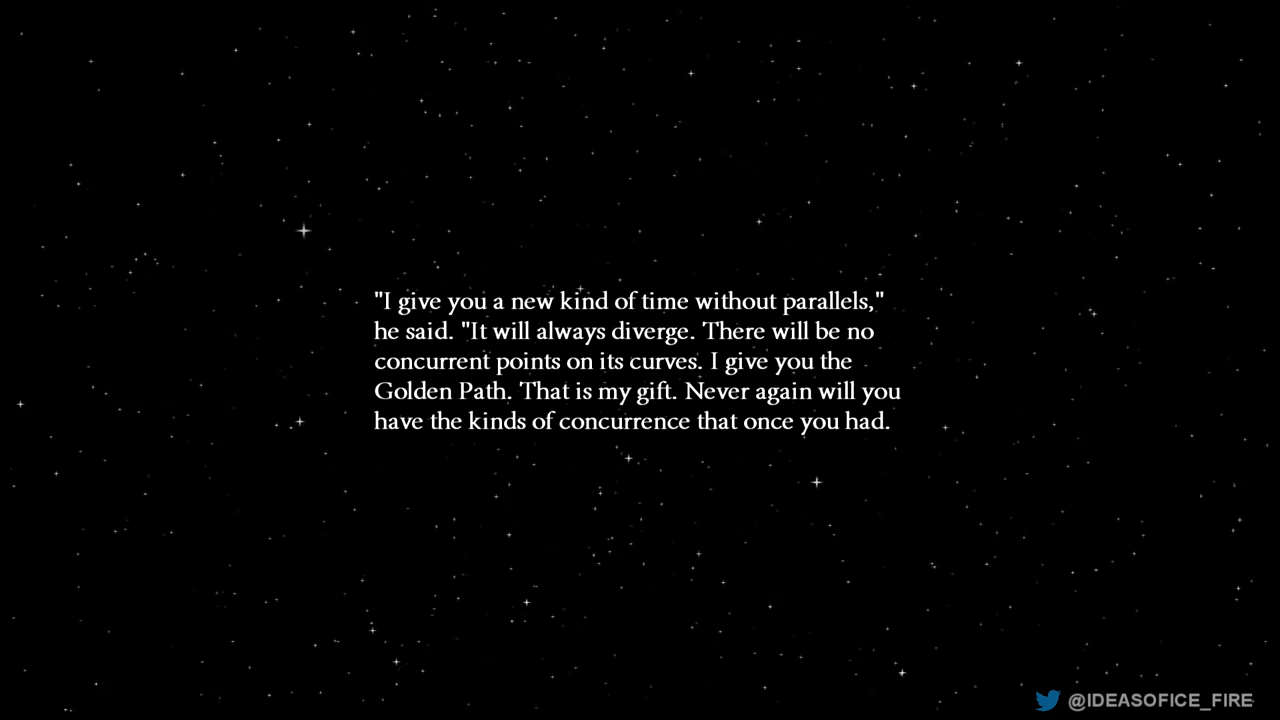 "I give you a new kind of time without parallels,"
he said. "It will always diverge. There will be no
concurrent points on its curves. I give you the
Golden Path. That is my gift. Never again will you
have the kinds of concurrence that once you had.
@IDEASOFICE_FIRE